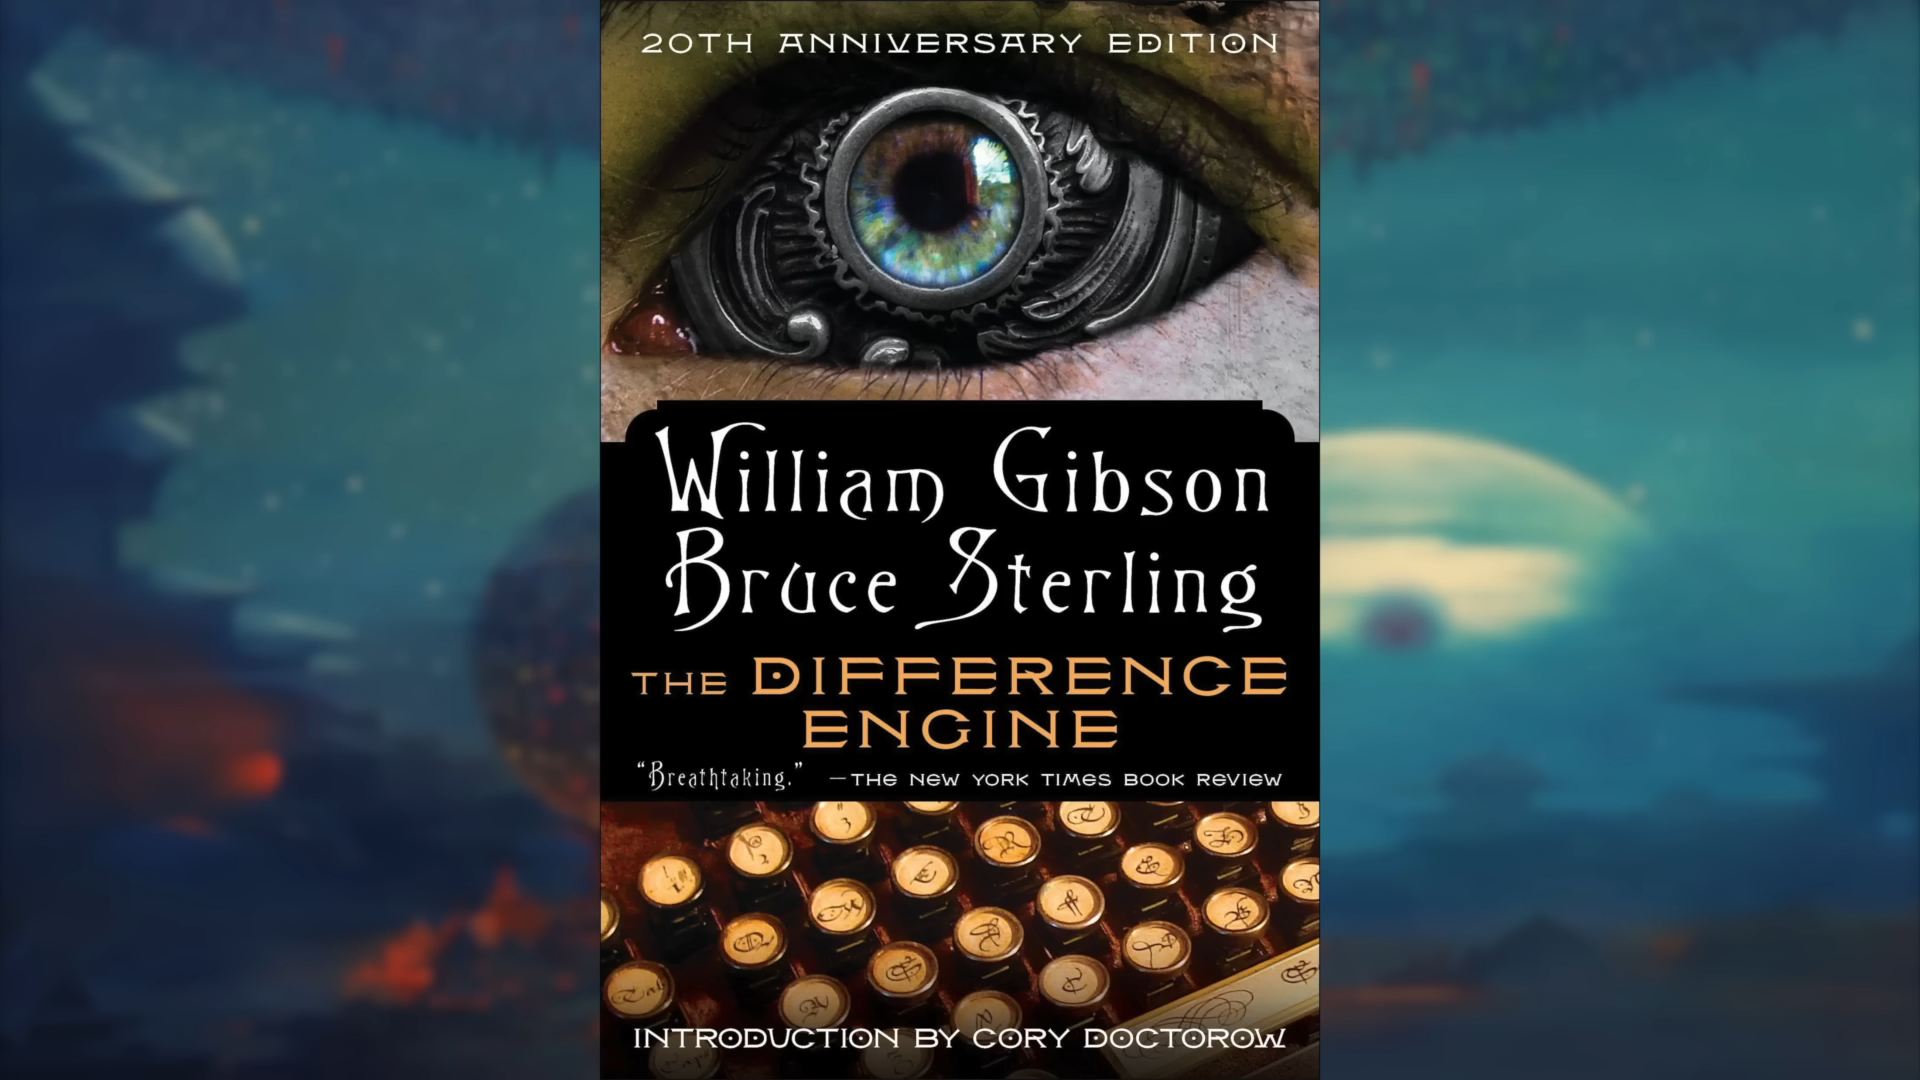 20TH ANNIVERSARY EDITION
William Gibson
Bruce Sterling
THE DIFFERENCE
ENGINE
“Breathtaking.” —THE NEW YORK TIMES BOOK REVIEW
INTRODUCTION BY CORY DOCTOROW